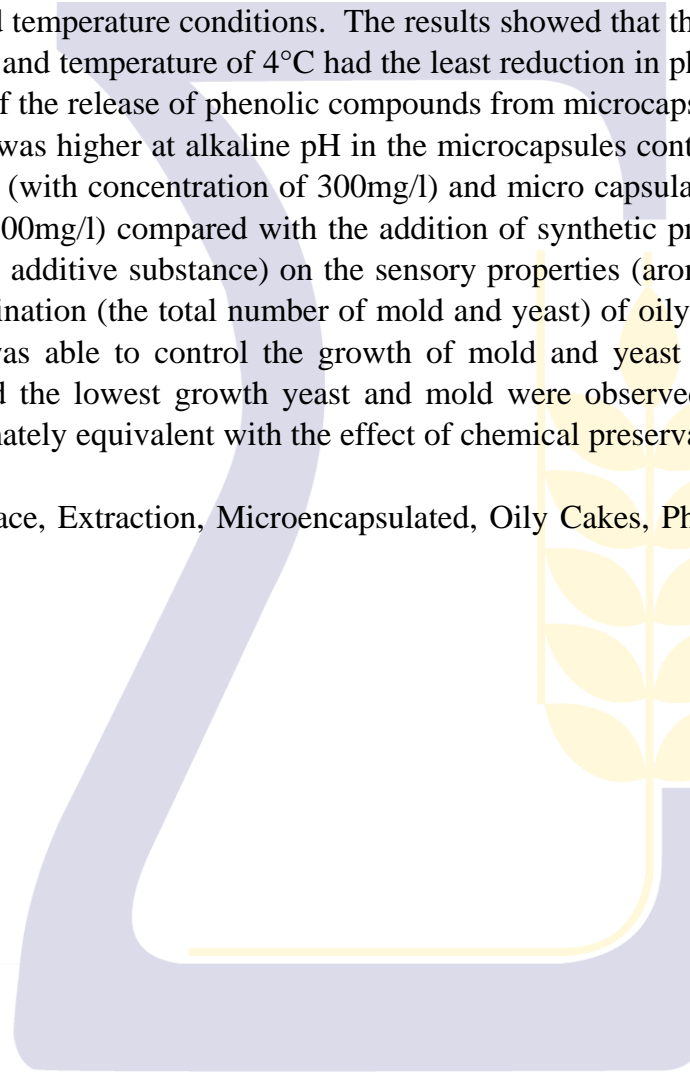 d temperature conditions. The results showed that th
and temperature of 4°C had the least reduction in ph
f the release of phenolic compounds from microcaps
was higher at alkaline pH in the microcapsules cont
(with concentration of 300mg/l) and micro capsula
00mg/l) compared with the addition of synthetic pr
additive substance) on the sensory properties (aron
ination (the total number of mold and yeast) of oily
was able to control the growth of mold and yeast
d the lowest growth yeast and mold were observed
nately equivalent with the effect of chemical preserva
ace, Extraction, Microencapsulated, Oily Cakes, Ph